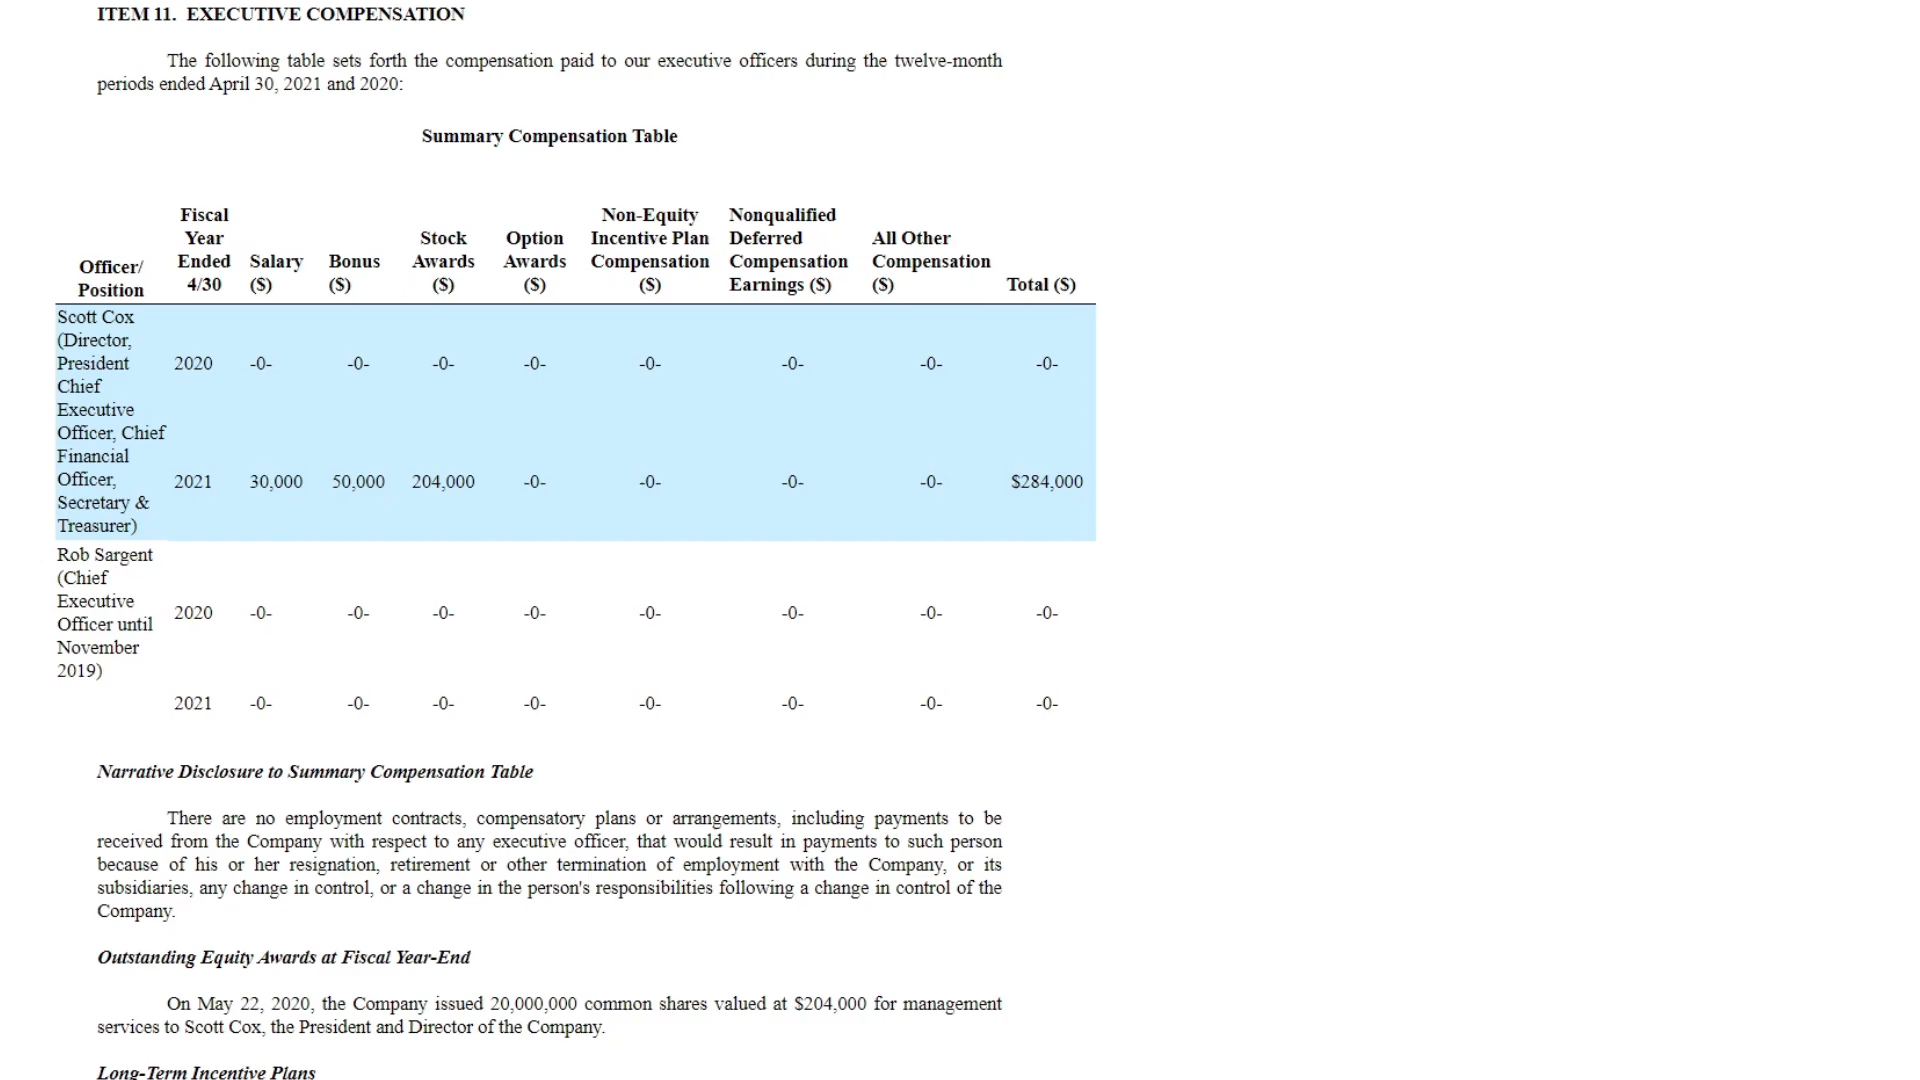 ITEM 11.  EXECUTIVE COMPENSATION
The following table sets forth the compensation paid to our executive officers during the twelve-month
periods ended April 30, 2021 and 2020:
Summary Compensation Table
Officer/ Position | Fiscal Year Ended 4/30 | Salary ($) | Bonus ($) | Stock Awards ($) | Option Awards ($) | Non-Equity Incentive Plan Compensation ($) | Nonqualified Deferred Compensation Earnings ($) | All Other Compensation ($) | Total ($)
Scott Cox
(Director,
President 2020 -0- -0- -0- -0- -0- -0- -0- -0-
Chief
Executive
Officer, Chief
Financial
Officer, 2021 30,000 50,000 204,000 -0- -0- -0- -0- $284,000
Secretary &
Treasurer)
Rob Sargent
(Chief
Executive
Officer until 2020 -0- -0- -0- -0- -0- -0- -0- -0-
November
2019)
2021 -0- -0- -0- -0- -0- -0- -0- -0-
Narrative Disclosure to Summary Compensation Table
There are no employment contracts, compensatory plans or arrangements, including payments to be
received from the Company with respect to any executive officer, that would result in payments to such person
because of his or her resignation, retirement or other termination of employment with the Company, or its
subsidiaries, any change in control, or a change in the person's responsibilities following a change in control of the
Company.
Outstanding Equity Awards at Fiscal Year-End
On May 22, 2020, the Company issued 20,000,000 common shares valued at $204,000 for management
services to Scott Cox, the President and Director of the Company.
Long-Term Incentive Plans